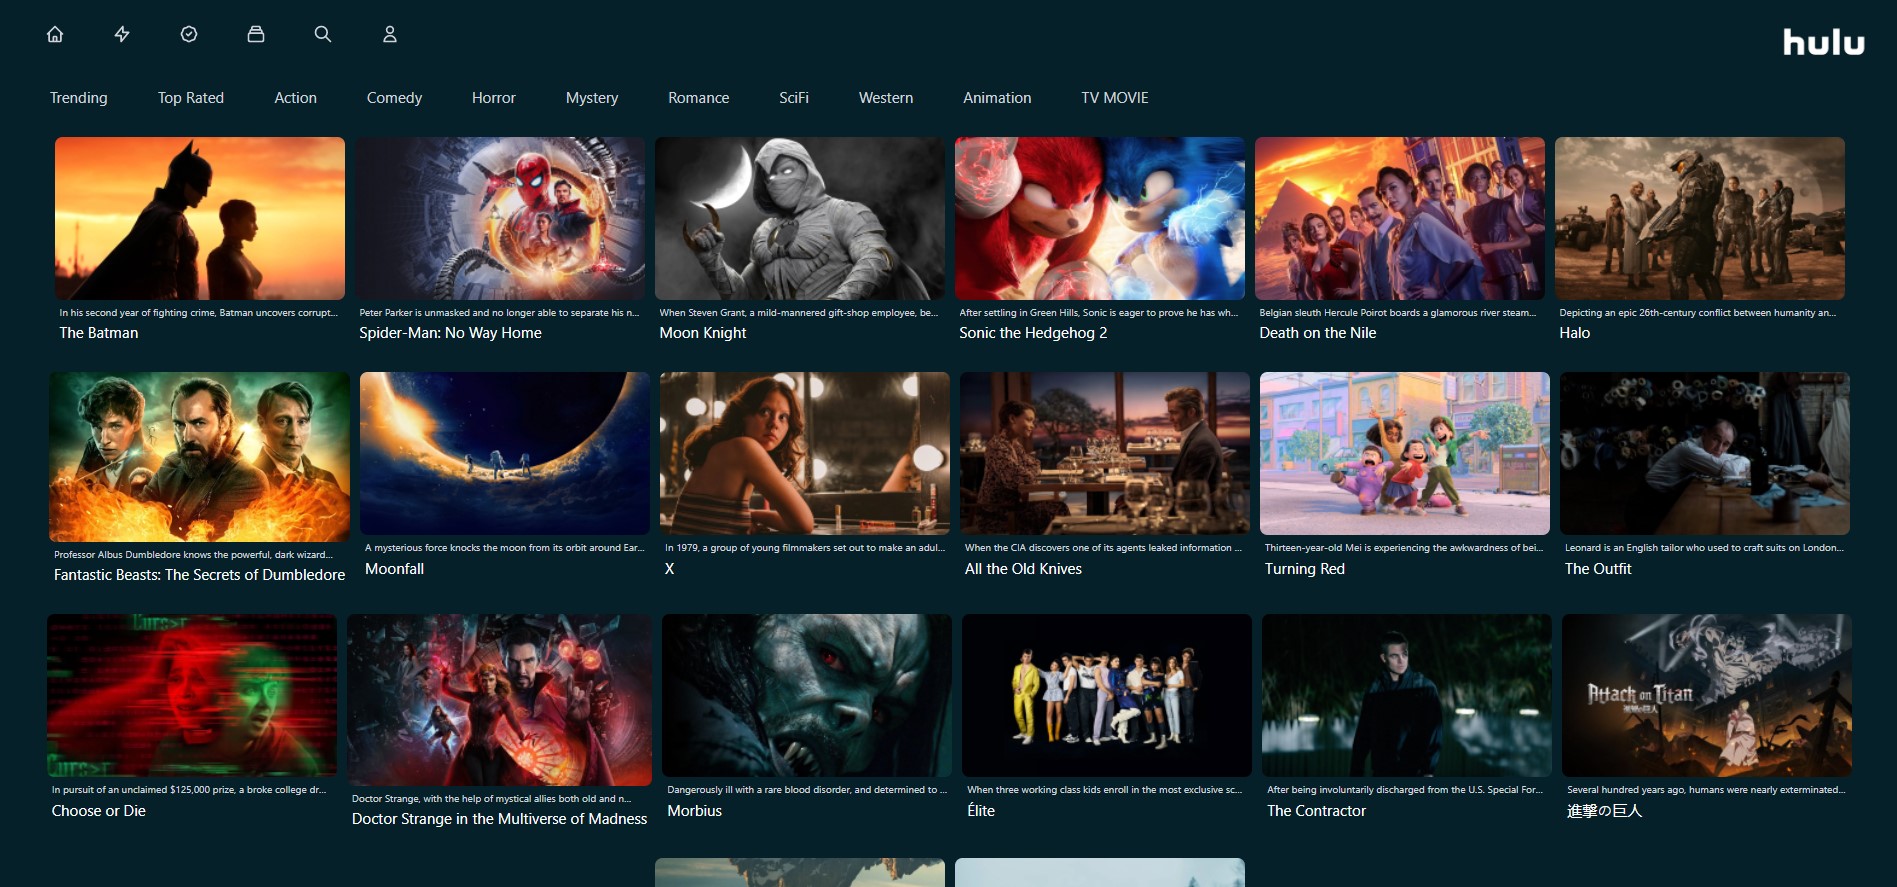 hulu
Trending Top Rated Action Comedy Horror Mystery Romance SciFi Western Animation TV MOVIE
In his second year of fighting crime, Batman uncovers corrupt...
The Batman
Peter Parker is unmasked and no longer able to separate his n...
Spider-Man: No Way Home
When Steven Grant, a mild-mannered gift-shop employee, be...
Moon Knight
After settling in Green Hills, Sonic is eager to prove he has wh...
Sonic the Hedgehog 2
Belgian sleuth Hercule Poirot boards a glamorous river steam...
Death on the Nile
Depicting an epic 26th-century conflict between humanity an...
Halo
Professor Albus Dumbledore knows the powerful, dark wizard...
Fantastic Beasts: The Secrets of Dumbledore
A mysterious force knocks the moon from its orbit around Ear...
Moonfall
In 1979, a group of young filmmakers set out to make an adul...
X
When the CIA discovers one of its agents leaked information ...
All the Old Knives
Thirteen-year-old Mei is experiencing the awkwardness of bei...
Turning Red
Leonard is an English tailor who used to craft suits on London...
The Outfit
Curs>r
Curs>r
In pursuit of an unclaimed $125,000 prize, a broke college dr...
Choose or Die
Doctor Strange, with the help of mystical allies both old and n...
Doctor Strange in the Multiverse of Madness
Dangerously ill with a rare blood disorder, and determined to ...
Morbius
When three working class kids enroll in the most exclusive sc...
Élite
After being involuntarily discharged from the U.S. Special For...
The Contractor
Attack on Titan
進撃の巨人
Several hundred years ago, humans were nearly exterminated...
進撃の巨人